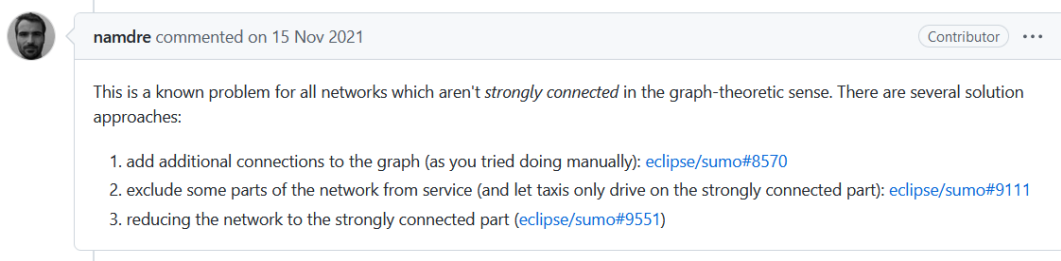 namdre commented on 15 Nov 2021 Contributor ...
This is a known problem for all networks which aren't strongly connected in the graph-theoretic sense. There are several solution
approaches:
1. add additional connections to the graph (as you tried doing manually): eclipse/sumo#8570
2. exclude some parts of the network from service (and let taxis only drive on the strongly connected part): eclipse/sumo#9111
3. reducing the network to the strongly connected part (eclipse/sumo#9551)